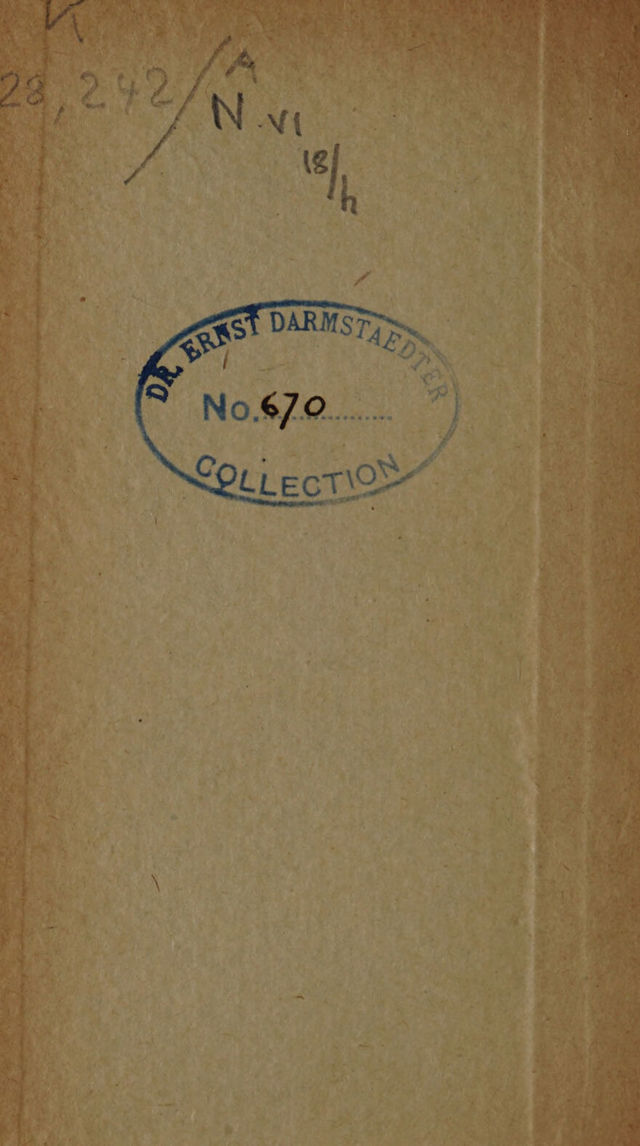 K
28,242/A
N VI
18/h
DR. ERNST DARMSTAEDTER
No. 670
COLLECTION